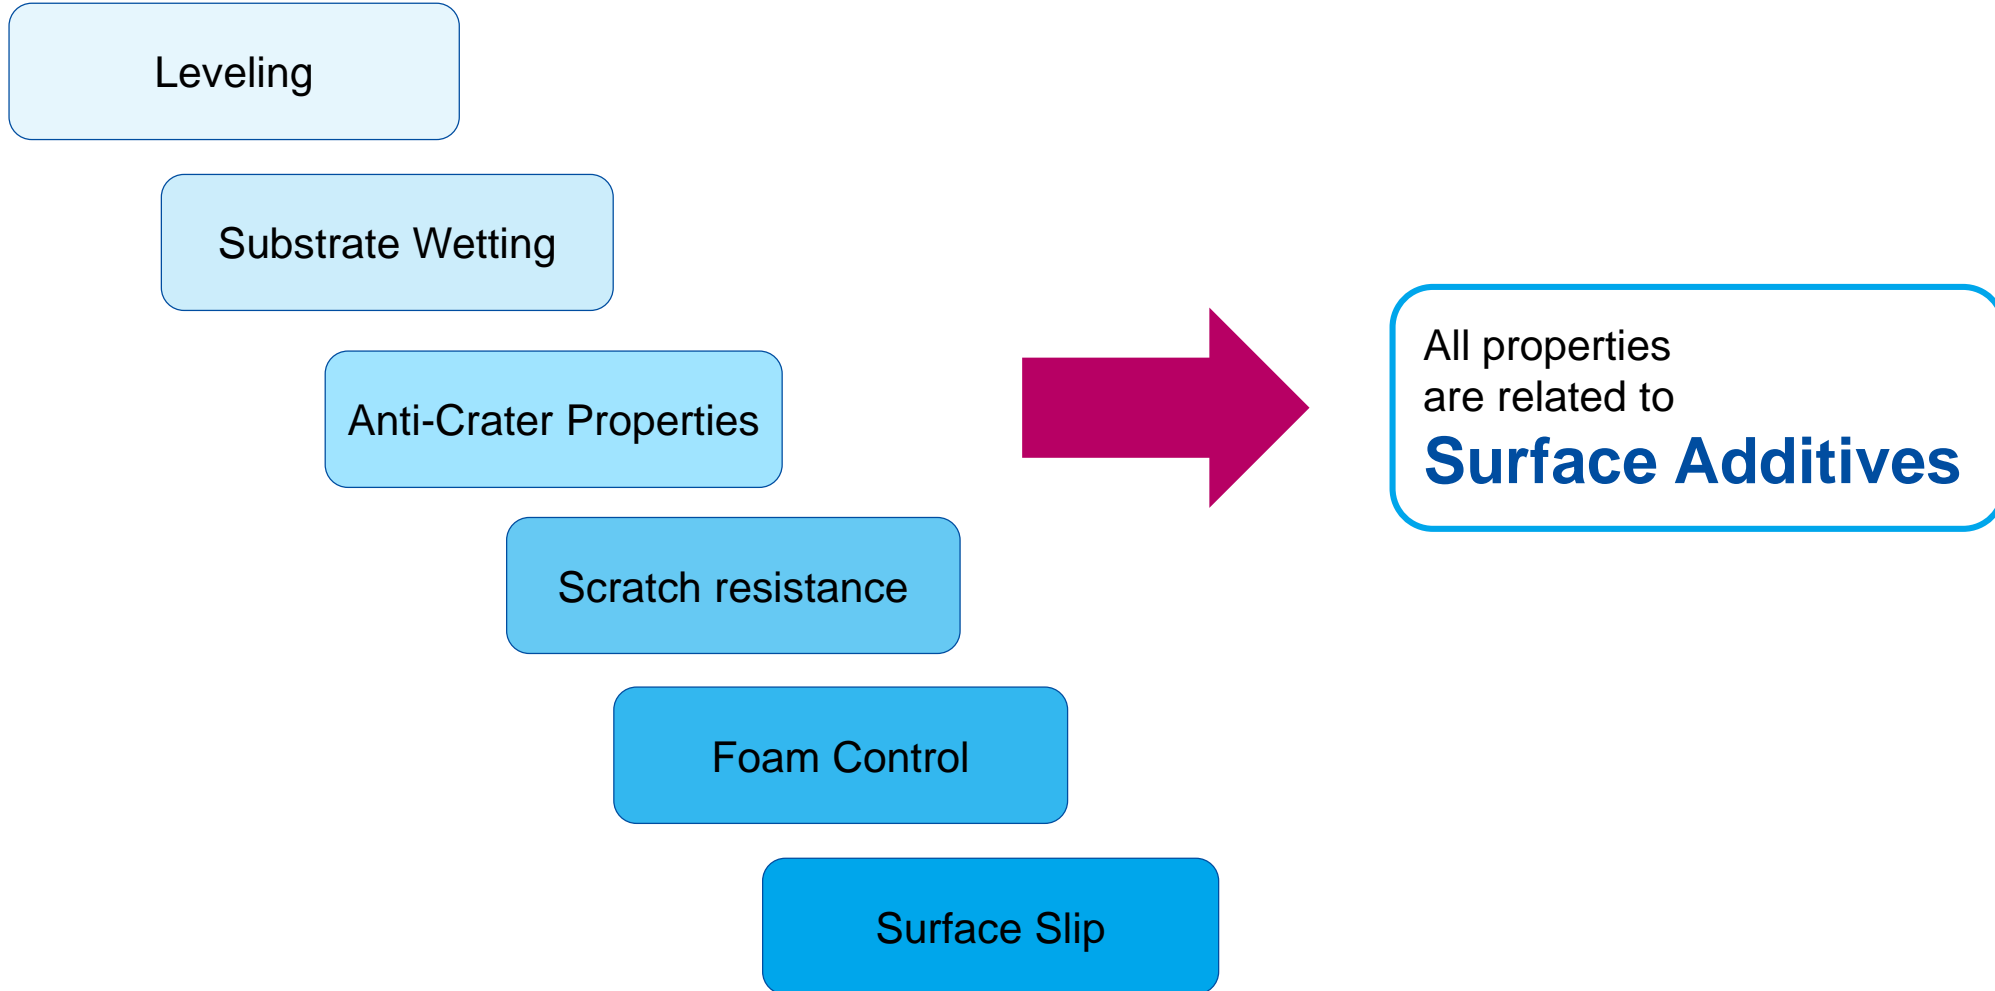 Leveling
Substrate Wetting
Anti-Crater Properties
Scratch resistance
Foam Control
Surface Slip
All properties
are related to
Surface Additives